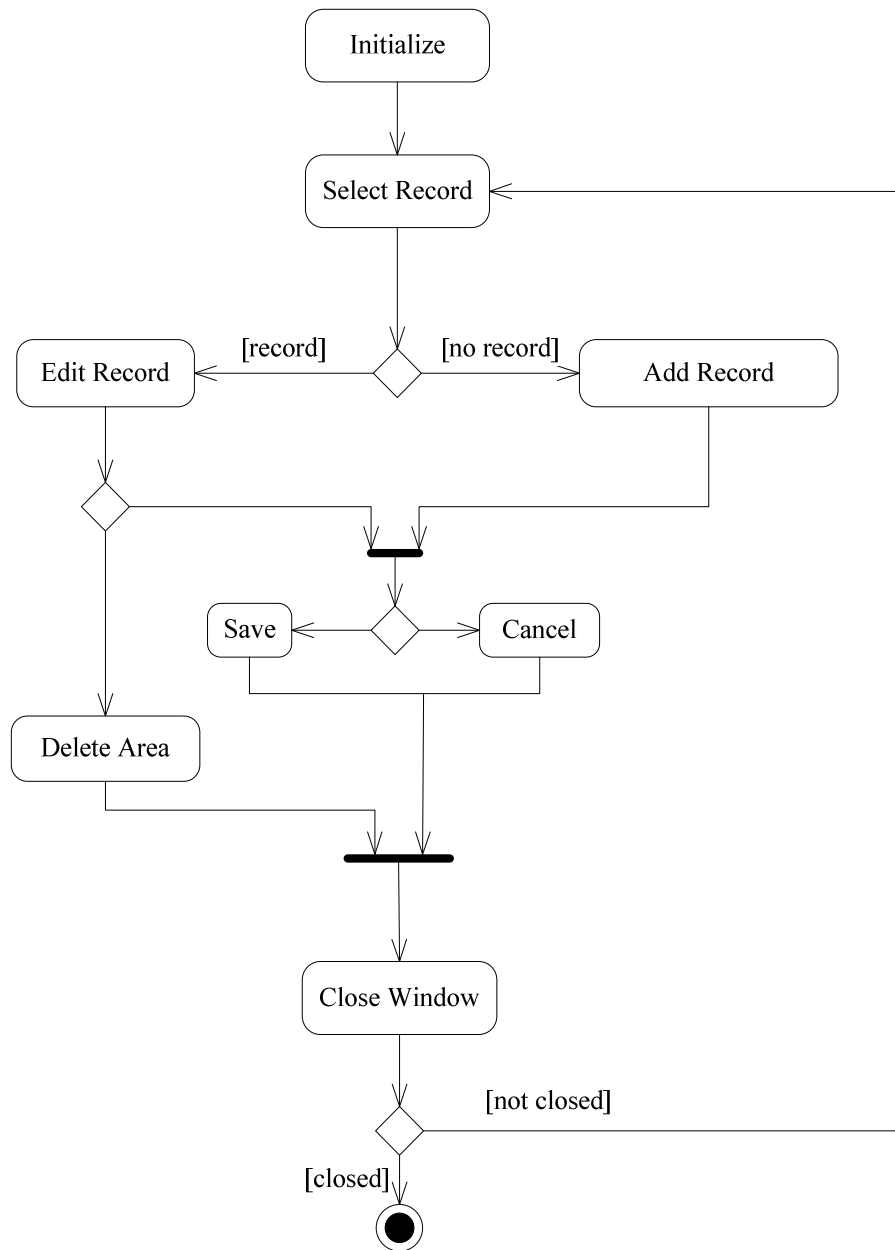 Initialize
Select Record
[record]
[no record]
Edit Record
Add Record
Save
Cancel
Delete Area
Close Window
[not closed]
[closed]